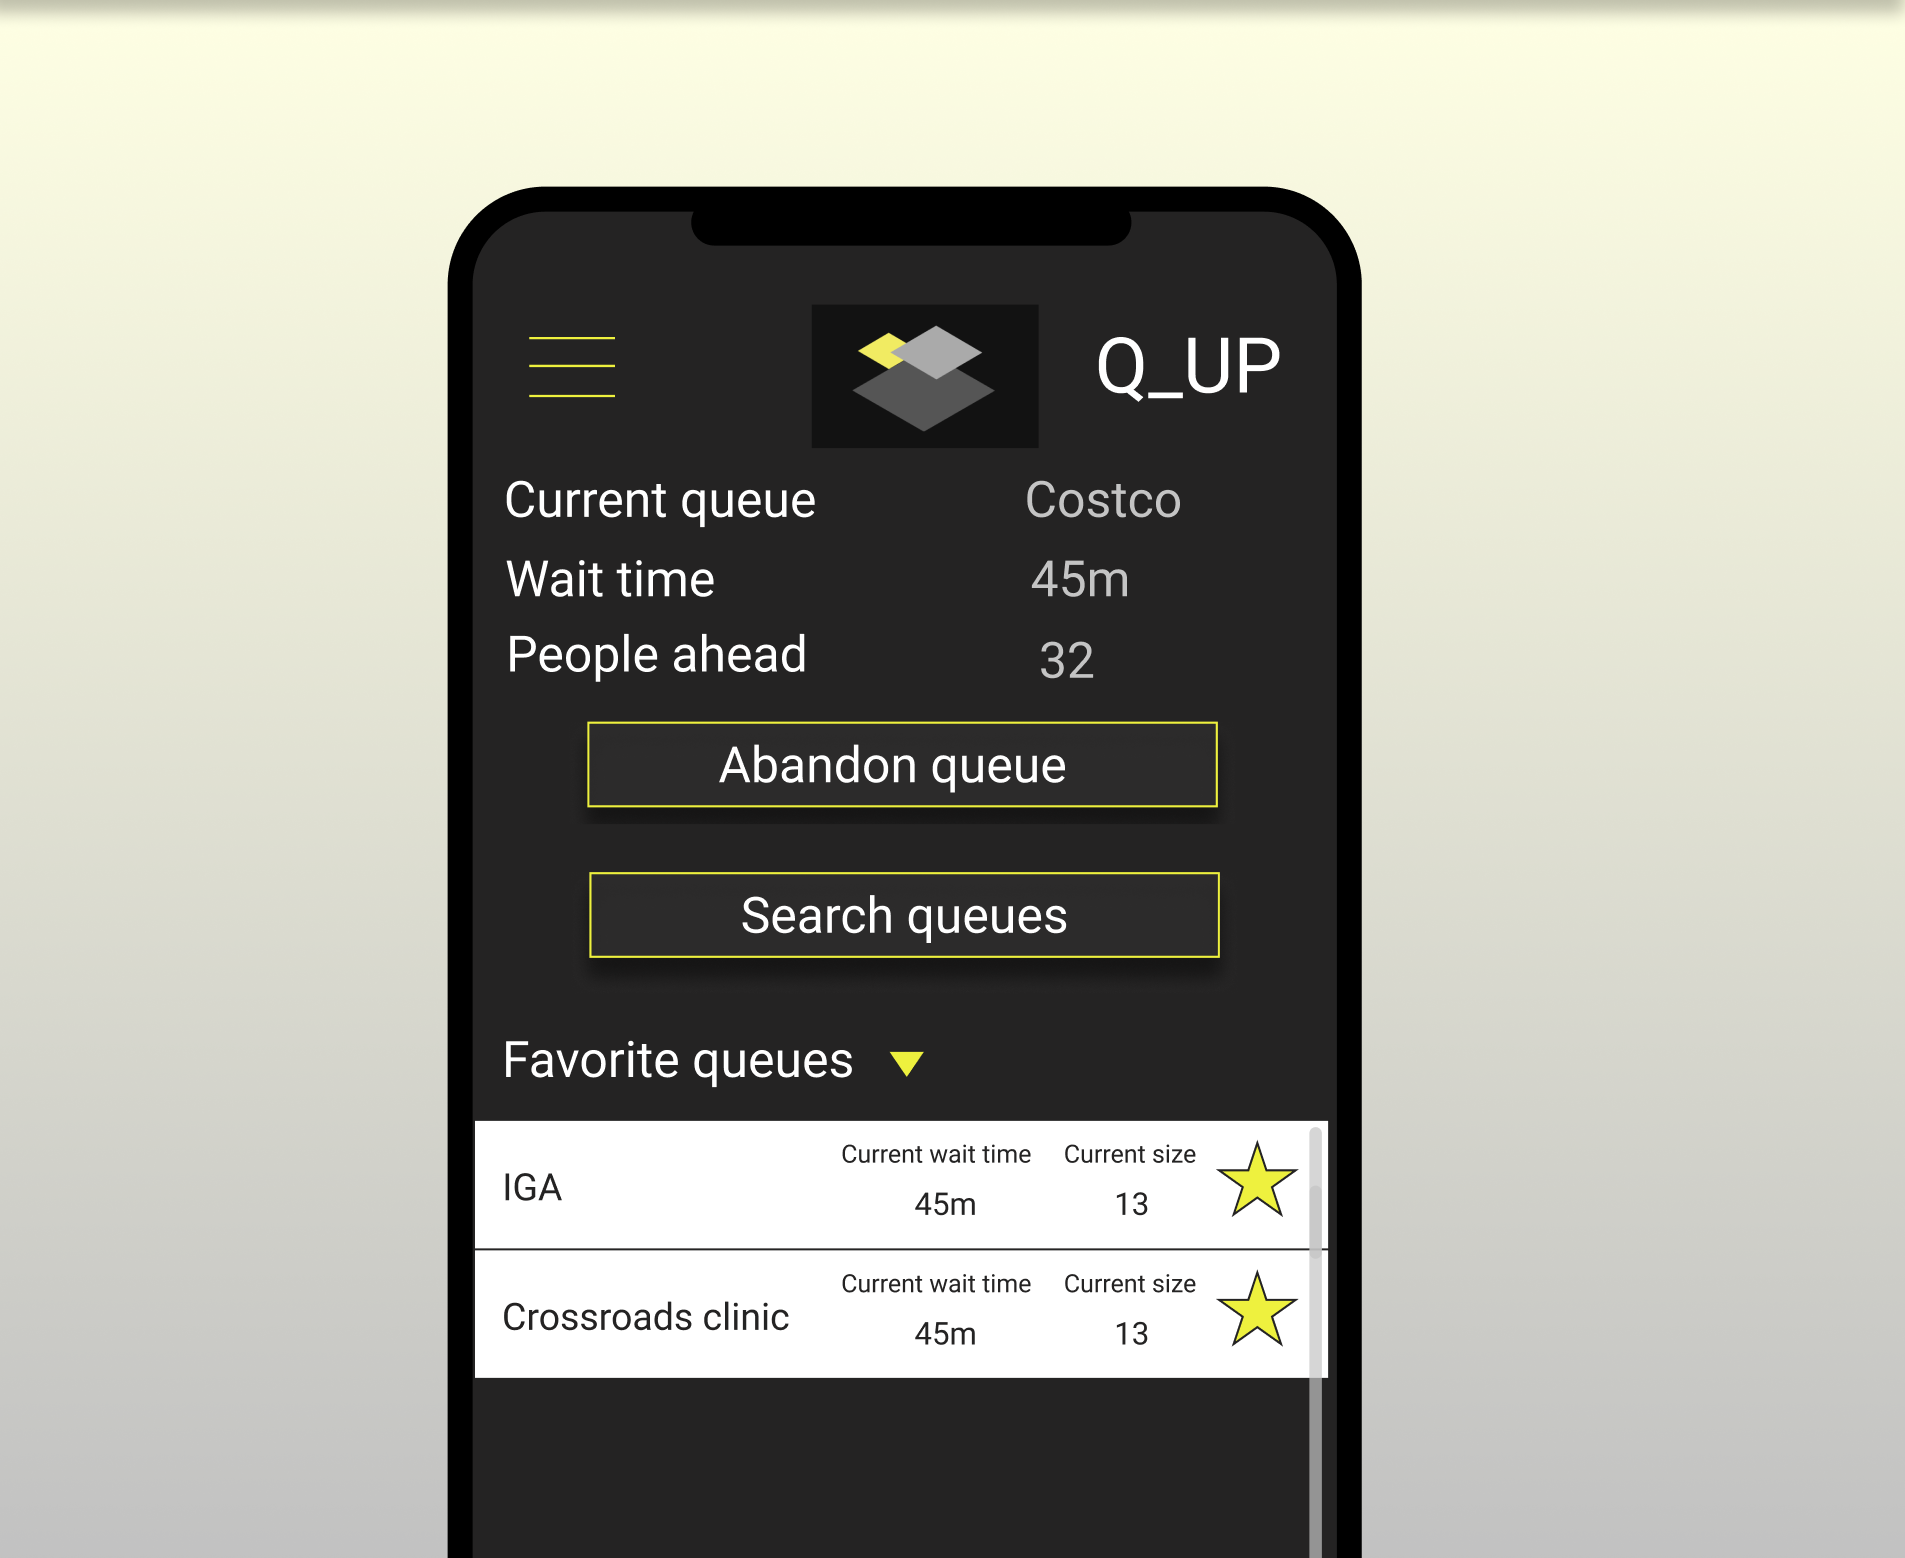 Q_UP
Current queue Costco
Wait time 45m
People ahead 32
Abandon queue
Search queues
Favorite queues
Current wait time Current size
IGA
45m 13
Current wait time Current size
Crossroads clinic
45m 13